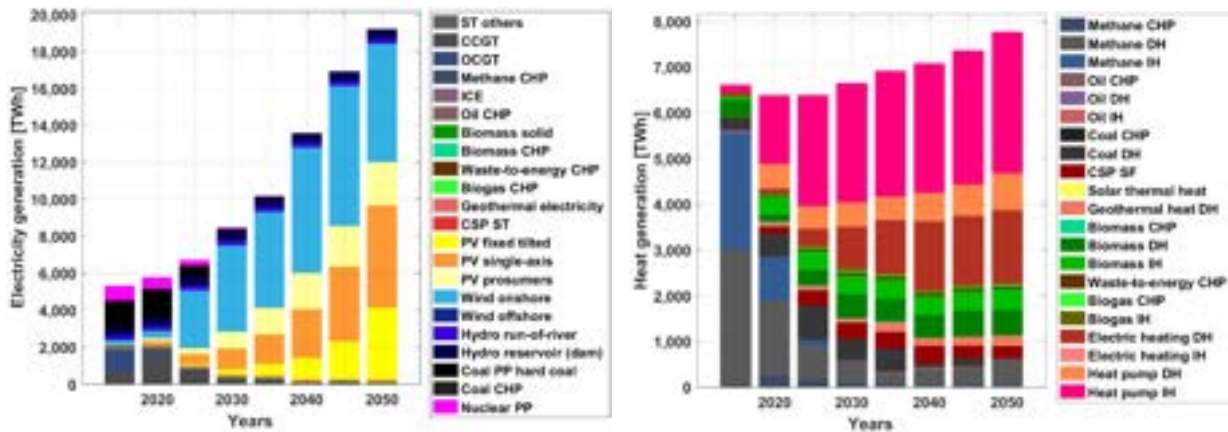 Electricity generation [TWh]
20,000
18,000
16,000
14,000
12,000
10,000
8,000
6,000
4,000
2,000
0
2020
2030
2040
2050
Years
ST others
CCGT
OCGT
Methane CHP
ICE
Oil CHP
Biomass solid
Biomass CHP
Waste-to-energy CHP
Biogas CHP
Geothermal electricity
CSP ST
PV fixed tilted
PV single-axis
PV prosumers
Wind onshore
Wind offshore
Hydro run-of-river
Hydro reservoir (dam)
Coal PP hard coal
Coal CHP
Nuclear PP
Heat generation [TWh]
8,000
7,000
6,000
5,000
4,000
3,000
2,000
1,000
0
2020
2030
2040
2050
Years
Methane CHP
Methane DH
Methane IH
Oil CHP
Oil DH
Oil IH
Coal CHP
Coal DH
CSP SF
Solar thermal heat
Geothermal heat DH
Biomass CHP
Biomass DH
Biomass IH
Waste-to-energy CHP
Biogas CHP
Biogas IH
Electric heating DH
Electric heating IH
Heat pump DH
Heat pump IH